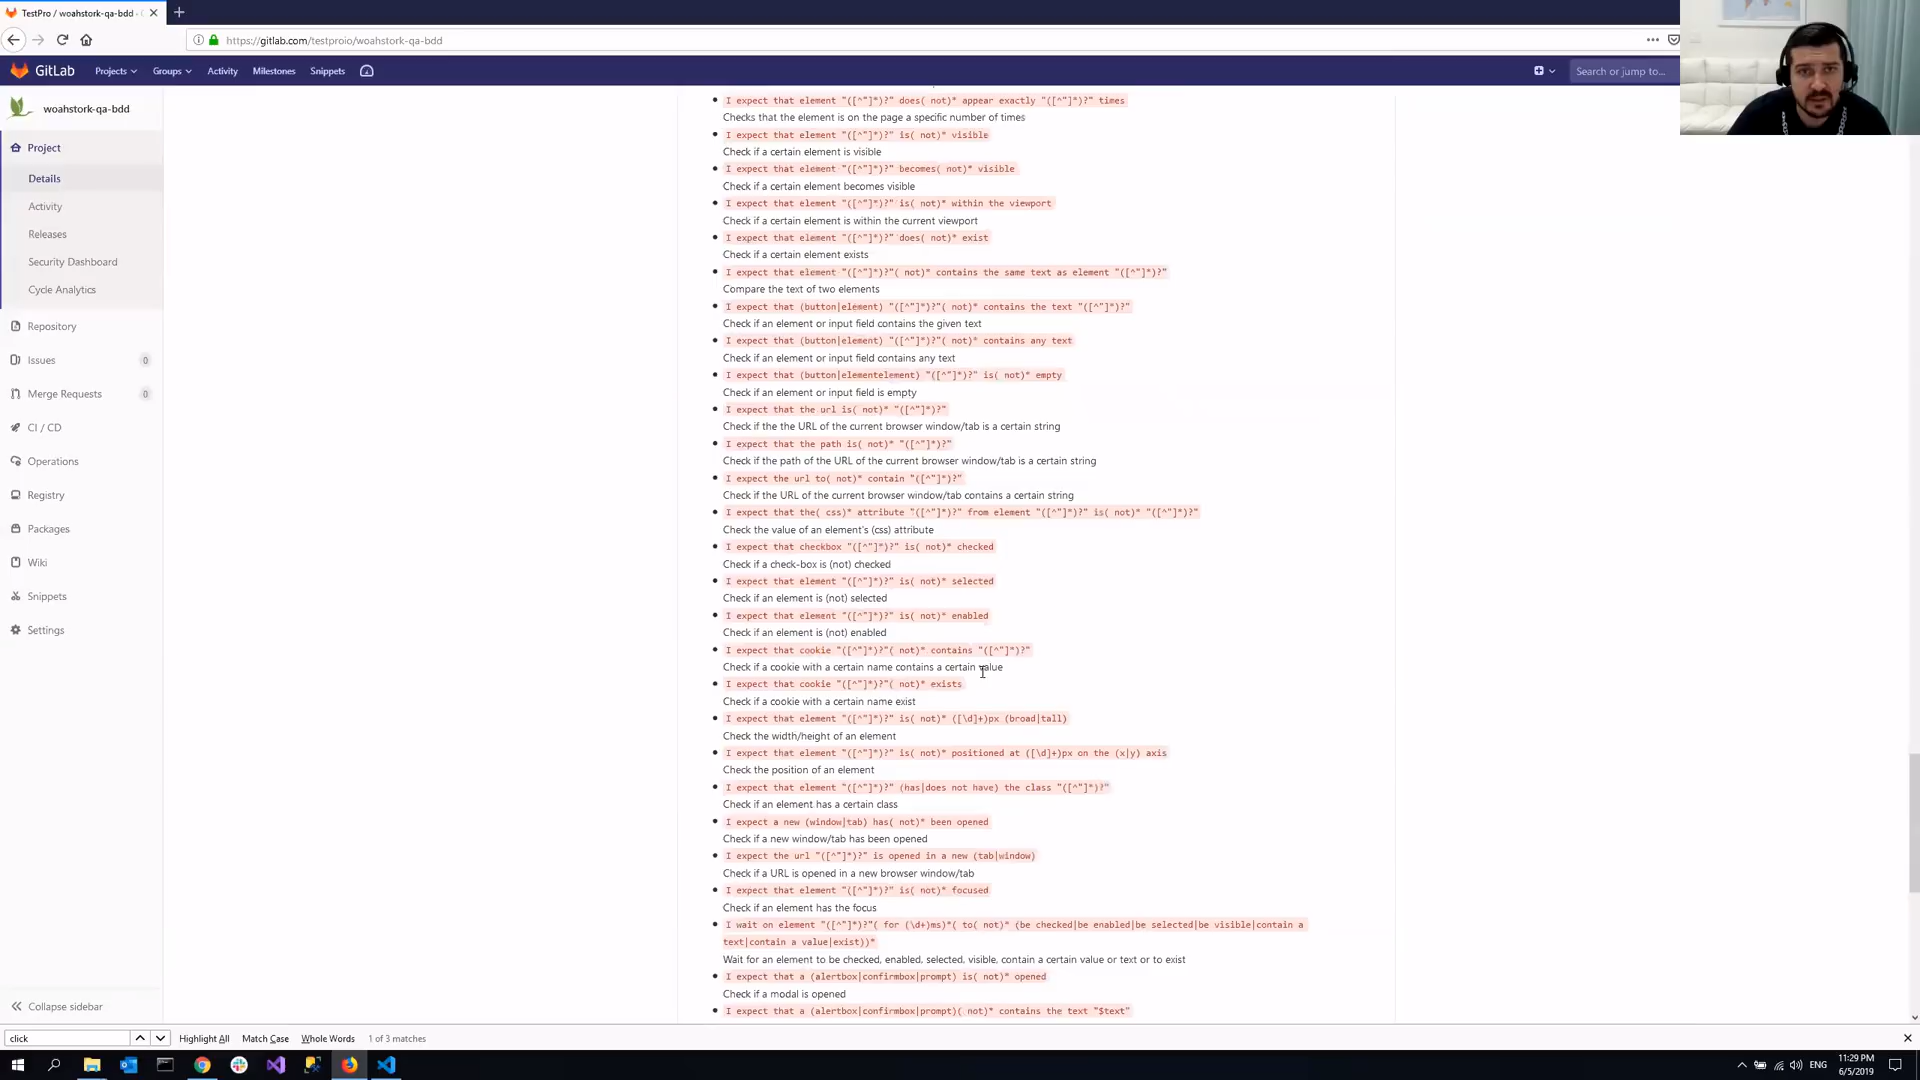 TestPro / woahstork-qa-bdd ·
https://gitlab.com/testproio/woahstork-qa-bdd
GitLab
Projects
Groups
Activity
Milestones
Snippets
Search or jump to...
woahstork-qa-bdd
Project
Details
Activity
Releases
Security Dashboard
Cycle Analytics
Repository
Issues 0
Merge Requests 0
CI / CD
Operations
Registry
Packages
Wiki
Snippets
Settings
Collapse sidebar
I expect that element "([^"]*)?" does( not)* appear exactly "([^"]*)?" times
Checks that the element is on the page a specific number of times
I expect that element "([^"]*)?" is( not)* visible
Check if a certain element is visible
I expect that element "([^"]*)?" becomes( not)* visible
Check if a certain element becomes visible
I expect that element "([^"]*)?" is( not)* within the viewport
Check if a certain element is within the current viewport
I expect that element "([^"]*)?" does( not)* exist
Check if a certain element exists
I expect that element "([^"]*)?"( not)* contains the same text as element "([^"]*)?"
Compare the text of two elements
I expect that (button|element) "([^"]*)?"( not)* contains the text "([^"]*)?"
Check if an element or input field contains the given text
I expect that (button|element) "([^"]*)?"( not)* contains any text
Check if an element or input field contains any text
I expect that (button|elementelement) "([^"]*)?" is( not)* empty
Check if an element or input field is empty
I expect that the url is( not)* "([^"]*)?"
Check if the the URL of the current browser window/tab is a certain string
I expect that the path is( not)* "([^"]*)?"
Check if the path of the URL of the current browser window/tab is a certain string
I expect the url to( not)* contain "([^"]*)?"
Check if the URL of the current browser window/tab contains a certain string
I expect that the( css)* attribute "([^"]*)?" from element "([^"]*)?" is( not)* "([^"]*)?"
Check the value of an element's (css) attribute
I expect that checkbox "([^"]*)?" is( not)* checked
Check if a check-box is (not) checked
I expect that element "([^"]*)?" is( not)* selected
Check if an element is (not) selected
I expect that element "([^"]*)?" is( not)* enabled
Check if an element is (not) enabled
I expect that cookie "([^"]*)?"( not)* contains "([^"]*)?"
Check if a cookie with a certain name contains a certain value
I expect that cookie "([^"]*)?"( not)* exists
Check if a cookie with a certain name exist
I expect that element "([^"]*)?" is( not)* ([\d]+)px (broad|tall)
Check the width/height of an element
I expect that element "([^"]*)?" is( not)* positioned at ([\d]+)px on the (x|y) axis
Check the position of an element
I expect that element "([^"]*)?" (has|does not have) the class "([^"]*)?"
Check if an element has a certain class
I expect a new (window|tab) has( not)* been opened
Check if a new window/tab has been opened
I expect the url "([^"]*)?" is opened in a new (tab|window)
Check if a URL is opened in a new browser window/tab
I expect that element "([^"]*)?" is( not)* focused
Check if an element has the focus
I wait on element "([^"]*)?"( for (\d+)ms)*( to( not)* (be checked|be enabled|be selected|be visible|contain a
text|contain a value|exist))*
Wait for an element to be checked, enabled, selected, visible, contain a certain value or text or to exist
I expect that a (alertbox|confirmbox|prompt) is( not)* opened
Check if a modal is opened
I expect that a (alertbox|confirmbox|prompt)( not)* contains the text "$text"
click
Highlight All
Match Case
Whole Words
1 of 3 matches
ENG
11:29 PM
6/5/2019